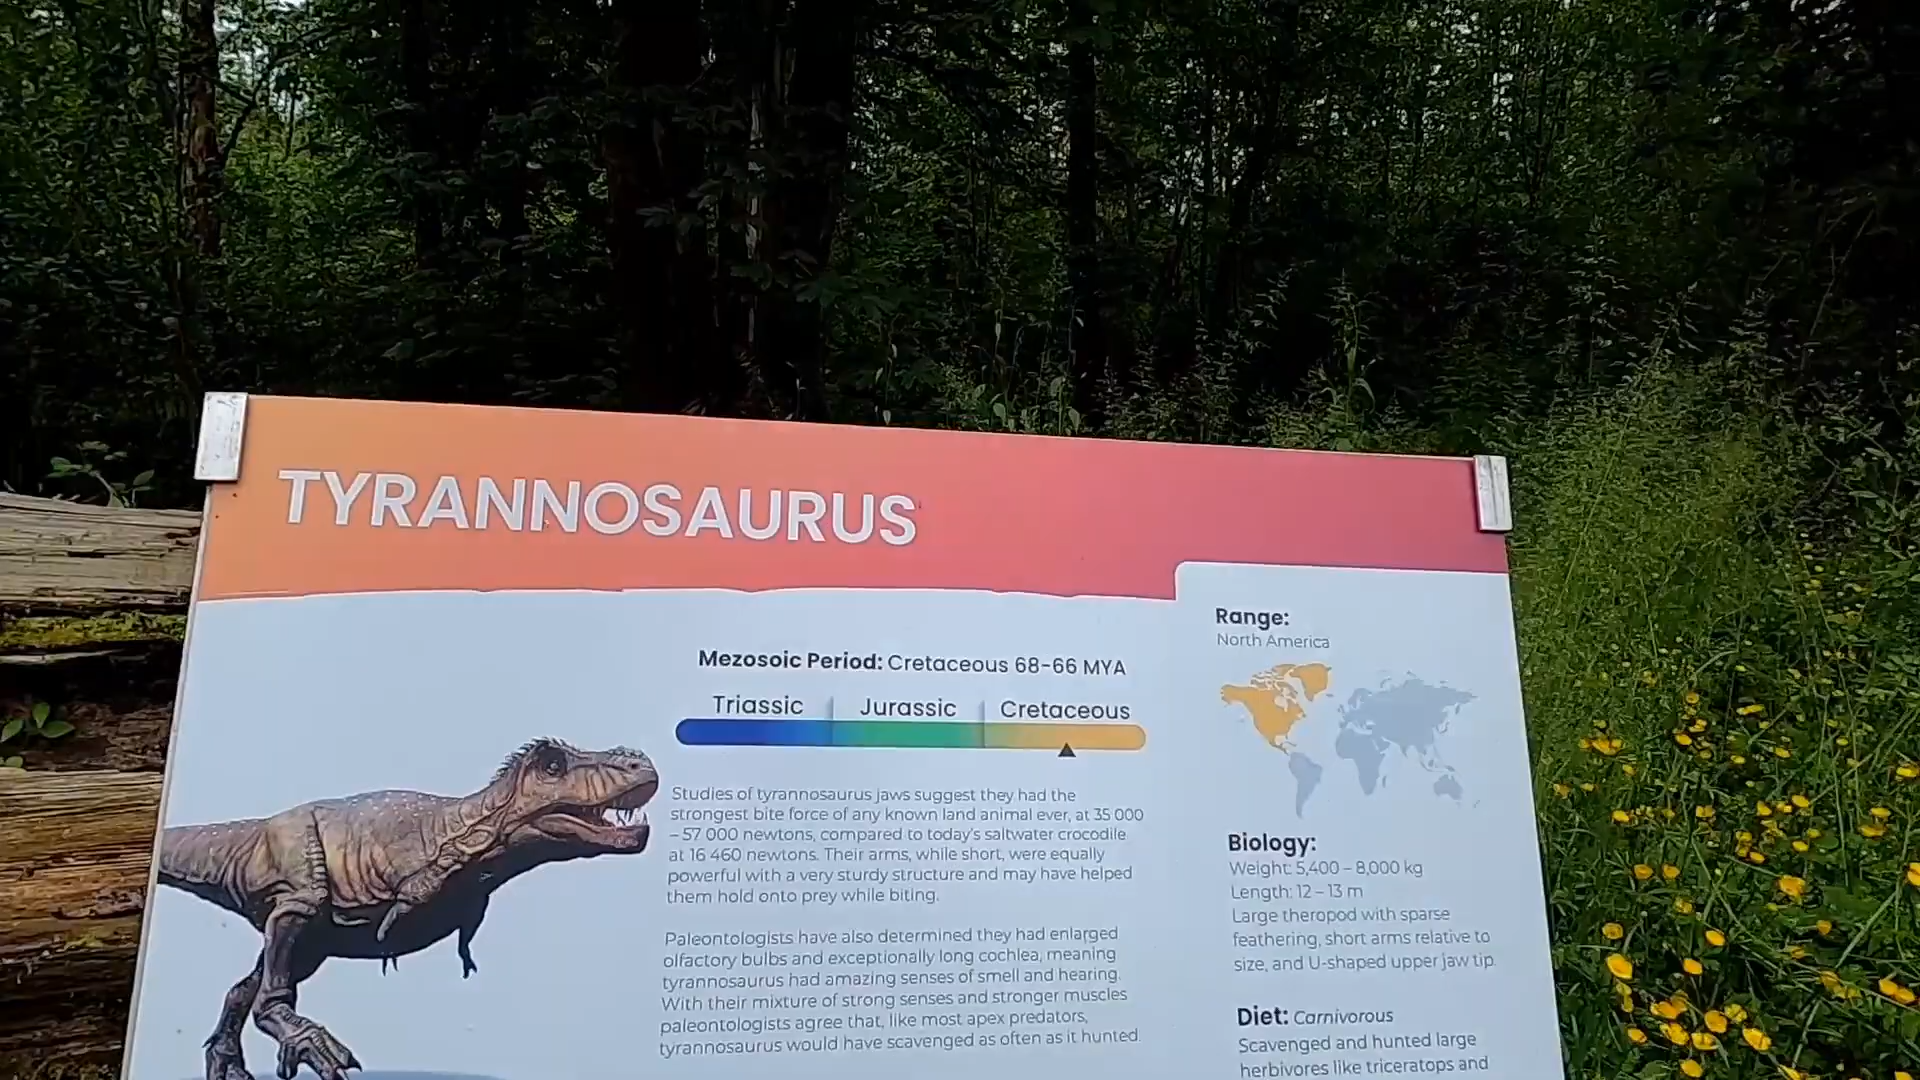 TYRANNOSAURUS
Mezosoic Period: Cretaceous 68-66 MYA
Triassic
Jurassic
Cretaceous
Studies of tyrannosaurus jaws suggest they had the
strongest bite force of any known land animal ever, at 35 000
– 57 000 newtons, compared to today's saltwater crocodile
at 16 460 newtons. Their arms, while short, were equally
powerful with a very sturdy structure and may have helped
them hold onto prey while biting.
Paleontologists have also determined they had enlarged
olfactory bulbs and exceptionally long cochlea, meaning
tyrannosaurus had amazing senses of smell and hearing.
With their mixture of strong senses and stronger muscles
paleontologists agree that, like most apex predators,
tyrannosaurus would have scavenged as often as it hunted.
Range:
North America
Biology:
Weight: 5,400 – 8,000 kg
Length: 12 – 13 m
Large theropod with sparse
feathering, short arms relative to
size, and U-shaped upper jaw tip
Diet: Carnivorous
Scavenged and hunted large
herbivores like triceratops and